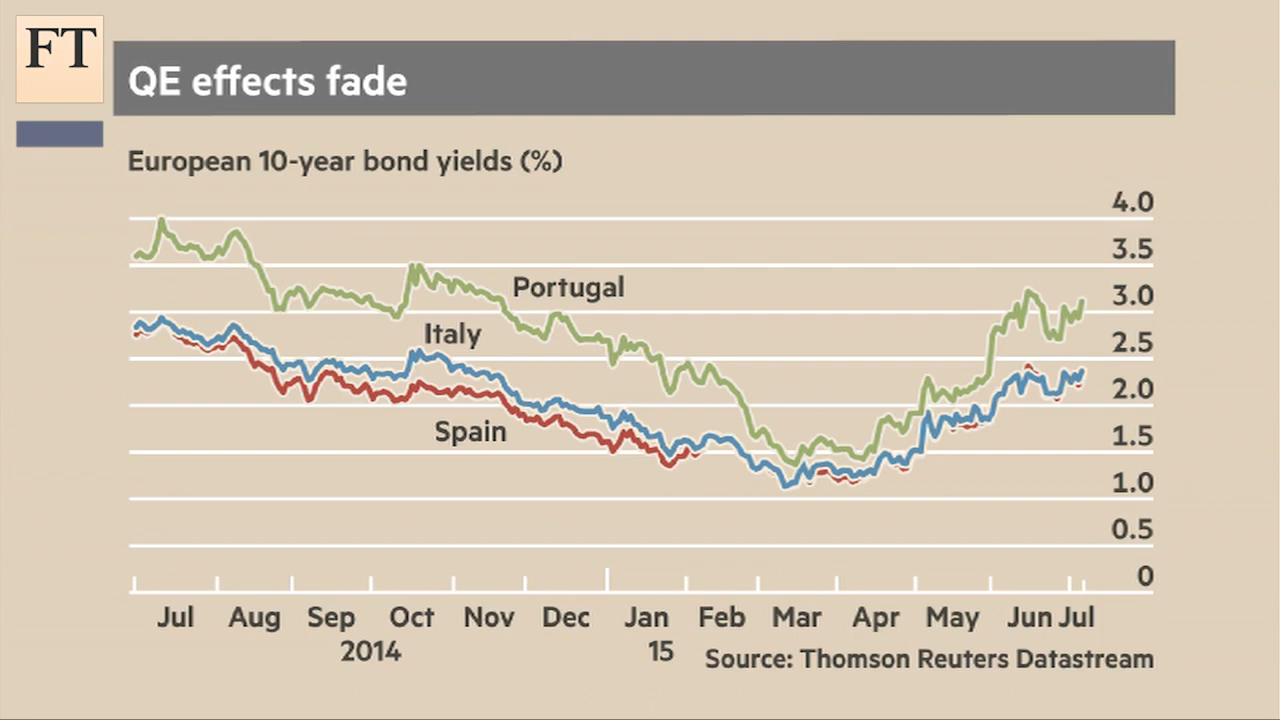 FT
QE effects fade
European 10-year bond yields (%)
4.0
3.5
3.0
2.5
2.0
1.5
1.0
0.5
0
Portugal
Italy
Spain
Jul Aug Sep Oct Nov Dec Jan Feb Mar Apr May Jun Jul
2014 15
Source: Thomson Reuters Datastream